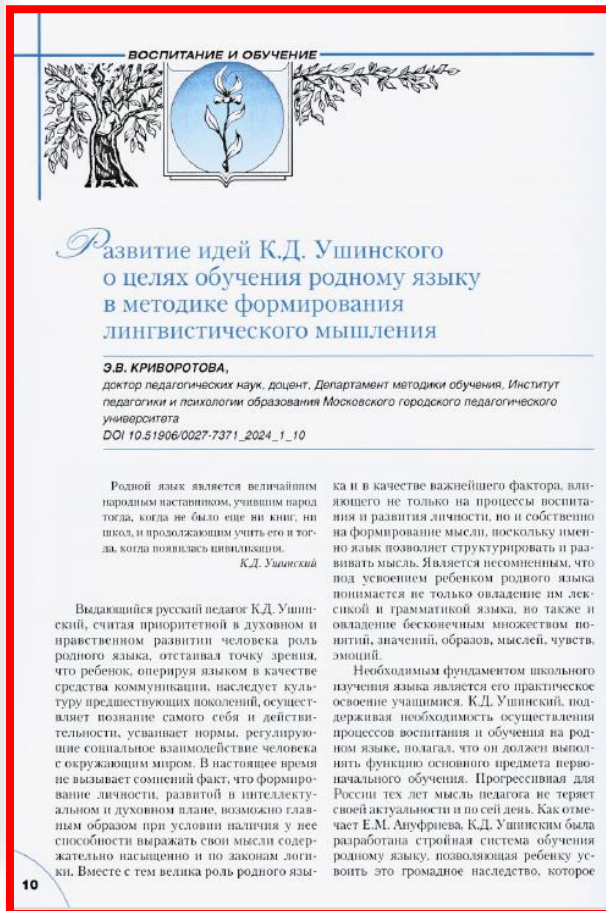 ВОСПИТАНИЕ И ОБУЧЕНИЕ
Развитие идей К.Д. Ушинского
о целях обучения родному языку
в методике формирования
лингвистического мышления
Э.В. КРИВОРОТОВА,
доктор педагогических наук, доцент, Департамент методики обучения, Институт
педагогики и психологии образования Московского городского педагогического
университета
DOI 10.51906/0027-7371_2024_1_10
Родной язык является величайшим
народным наставником, учившим народ
тогда, когда не было еще ни книг, ни
школ, и продолжающим учить его и тог-
да, когда появилась цивилизация.
К.Д. Ушинский
Выдающийся русский педагог К.Д. Ушин-
ский, считая приоритетной в духовном и
нравственном развитии человека роль
родного языка, отстаивал точку зрения,
что ребенок, оперируя языком в качестве
средства коммуникации, наследует куль-
туру предшествующих поколений, осущест-
вляет познание самого себя и действи-
тельности, усваивает нормы, регулирую-
щие социальное взаимодействие человека
с окружающим миром. В настоящее время
не вызывает сомнений факт, что формиро-
вание личности, развитой в интеллекту-
альном и духовном плане, возможно глав-
ным образом при условии наличия у нее
способности выражать свои мысли содер-
жательно насыщенно и по законам логи-
ки. Вместе с тем велика роль родного язы-
ка и в качестве важнейшего фактора, вли-
яющего не только на процессы воспита-
ния и развития личности, но и собственно
на формирование мысли, поскольку имен-
но язык позволяет структурировать и раз-
вивать мысль. Является несомненным, что
под усвоением ребенком родного языка
понимается не только овладение им лек-
сикой и грамматикой языка, но также и
овладение бесконечным множеством по-
нятий, значений, образов, мыслей, чувств,
эмоций.
Необходимым фундаментом школьного
изучения языка является его практическое
освоение учащимися. К.Д. Ушинский, под-
держивая необходимость осуществления
процессов воспитания и обучения на род-
ном языке, полагал, что он должен выпол-
нять функцию основного предмета перво-
начального обучения. Прогрессивная для
России тех лет мысль педагога не теряет
своей актуальности и по сей день. Как отме-
чает Е.М. Ануфриева, К.Д. Ушинским была
разработана стройная система обучения
родному языку, позволяющая ребенку ус-
воить это громадное наследство, которое
10